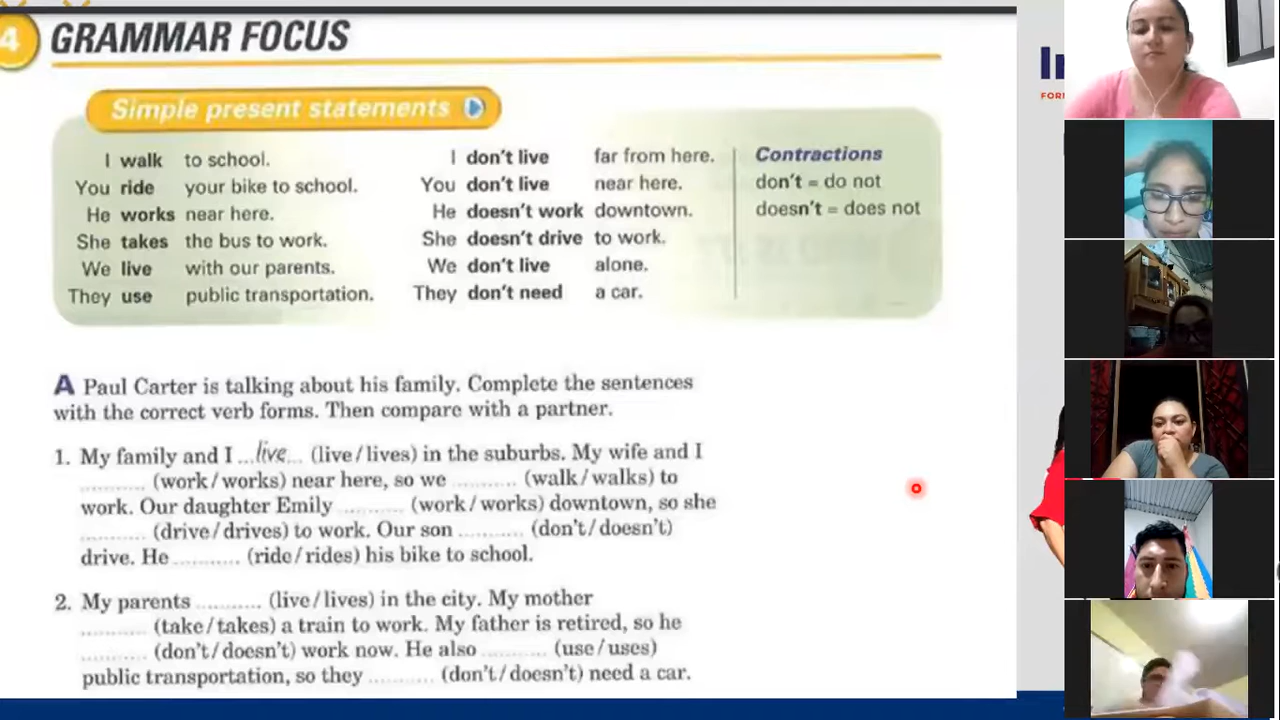 4 GRAMMAR FOCUS
Simple present statements
I walk to school.
You ride your bike to school.
He works near here.
She takes the bus to work.
We live with our parents.
They use public transportation.
I don't live far from here.
You don't live near here.
He doesn't work downtown.
She doesn't drive to work.
We don't live alone.
They don't need a car.
Contractions
don't = do not
doesn't = does not
A Paul Carter is talking about his family. Complete the sentences
with the correct verb forms. Then compare with a partner.
1. My family and I ...live... (live/lives) in the suburbs. My wife and I
.......... (work/works) near here, so we .......... (walk/walks) to
work. Our daughter Emily .......... (work/works) downtown, so she
.......... (drive/drives) to work. Our son .......... (don't/doesn't)
drive. He .......... (ride/rides) his bike to school.
2. My parents .......... (live/lives) in the city. My mother
.......... (take/takes) a train to work. My father is retired, so he
.......... (don't/doesn't) work now. He also .......... (use/uses)
public transportation, so they .......... (don't/doesn't) need a car.